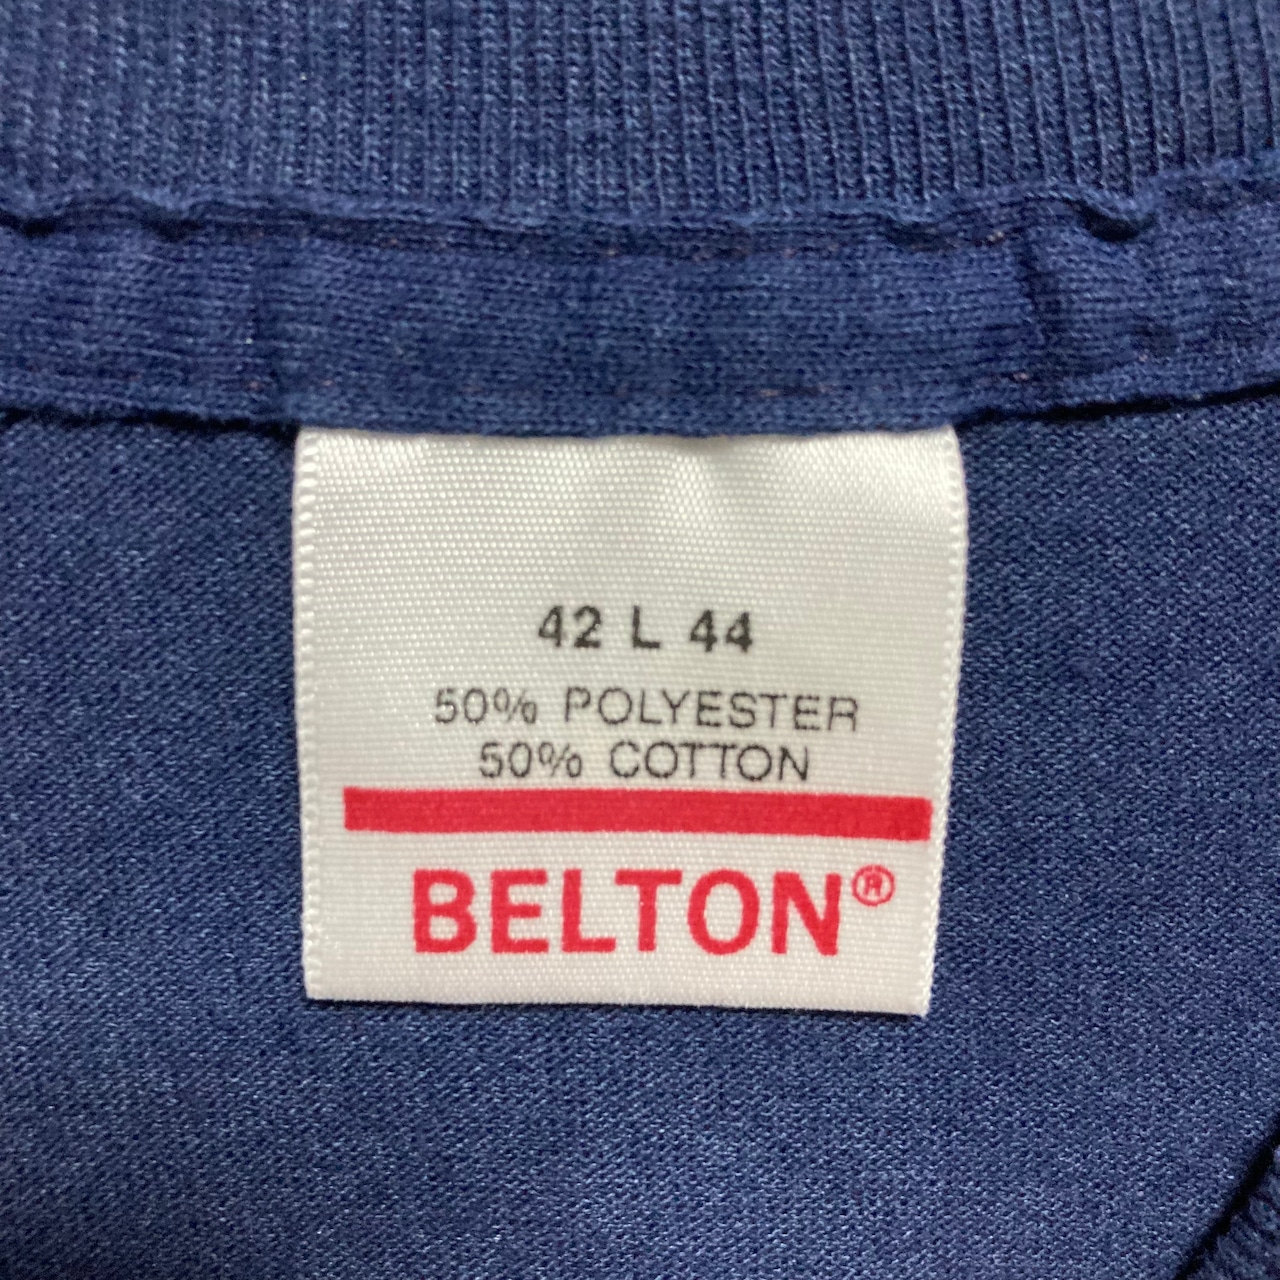 42 L 44
50% POLYESTER
50% COTTON
BELTON®